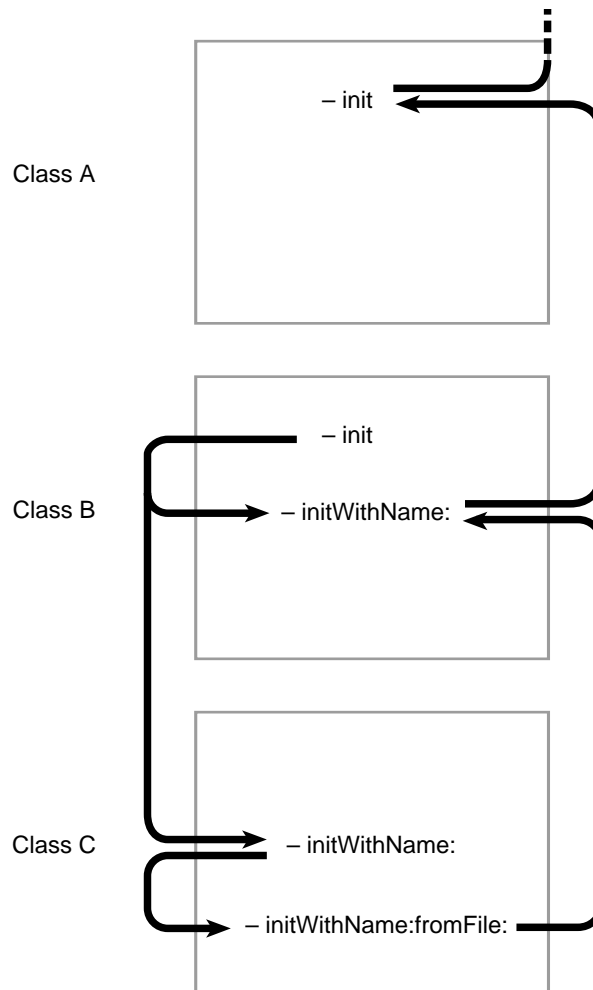 – init
Class A
– init
Class B
– initWithName:
Class C
– initWithName:
– initWithName:fromFile: